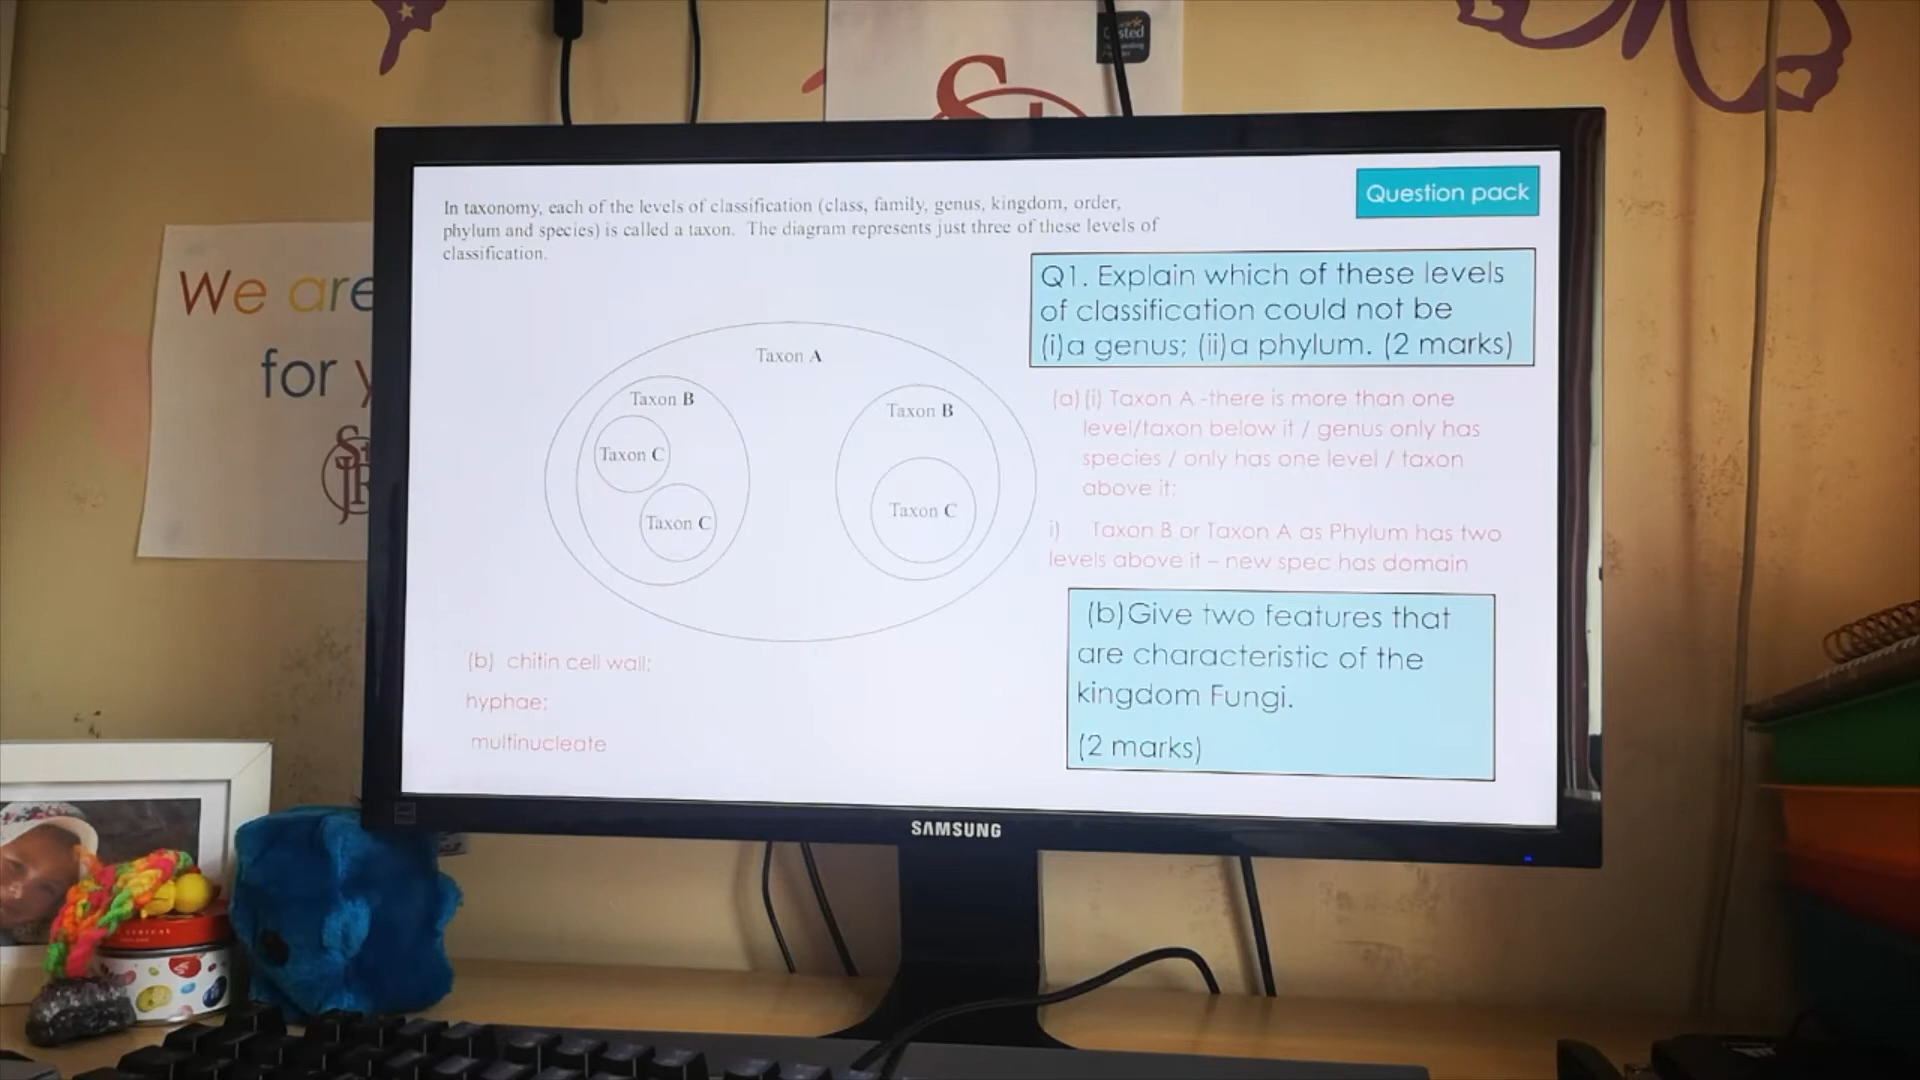 sted
We are
for
Question pack
In taxonomy, each of the levels of classification (class, family, genus, kingdom, order,
phylum and species) is called a taxon. The diagram represents just three of these levels of
classification.
Q1. Explain which of these levels
of classification could not be
(i)a genus; (ii)a phylum. (2 marks)
Taxon A
Taxon B
Taxon C
Taxon C
Taxon B
Taxon C
(a)(i) Taxon A -there is more than one
level/taxon below it / genus only has
species / only has one level / taxon
above it;
i) Taxon B or Taxon A as Phylum has two
levels above it – new spec has domain
(b) Give two features that
are characteristic of the
kingdom Fungi.
(2 marks)
(b) chitin cell wall;
hyphae;
multinucleate
SAMSUNG